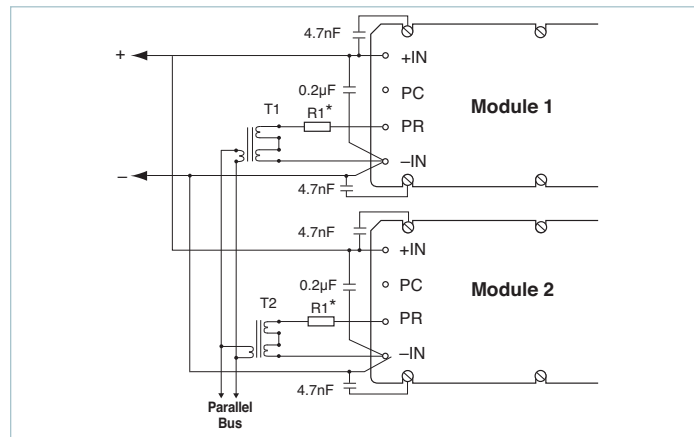 4.7nF
+
+IN
0.2µF
PC
Module 1
T1
R1*
PR
–IN
–
4.7nF
4.7nF
+IN
0.2µF
PC
Module 2
T2
R1*
PR
–IN
4.7nF
Parallel
Bus